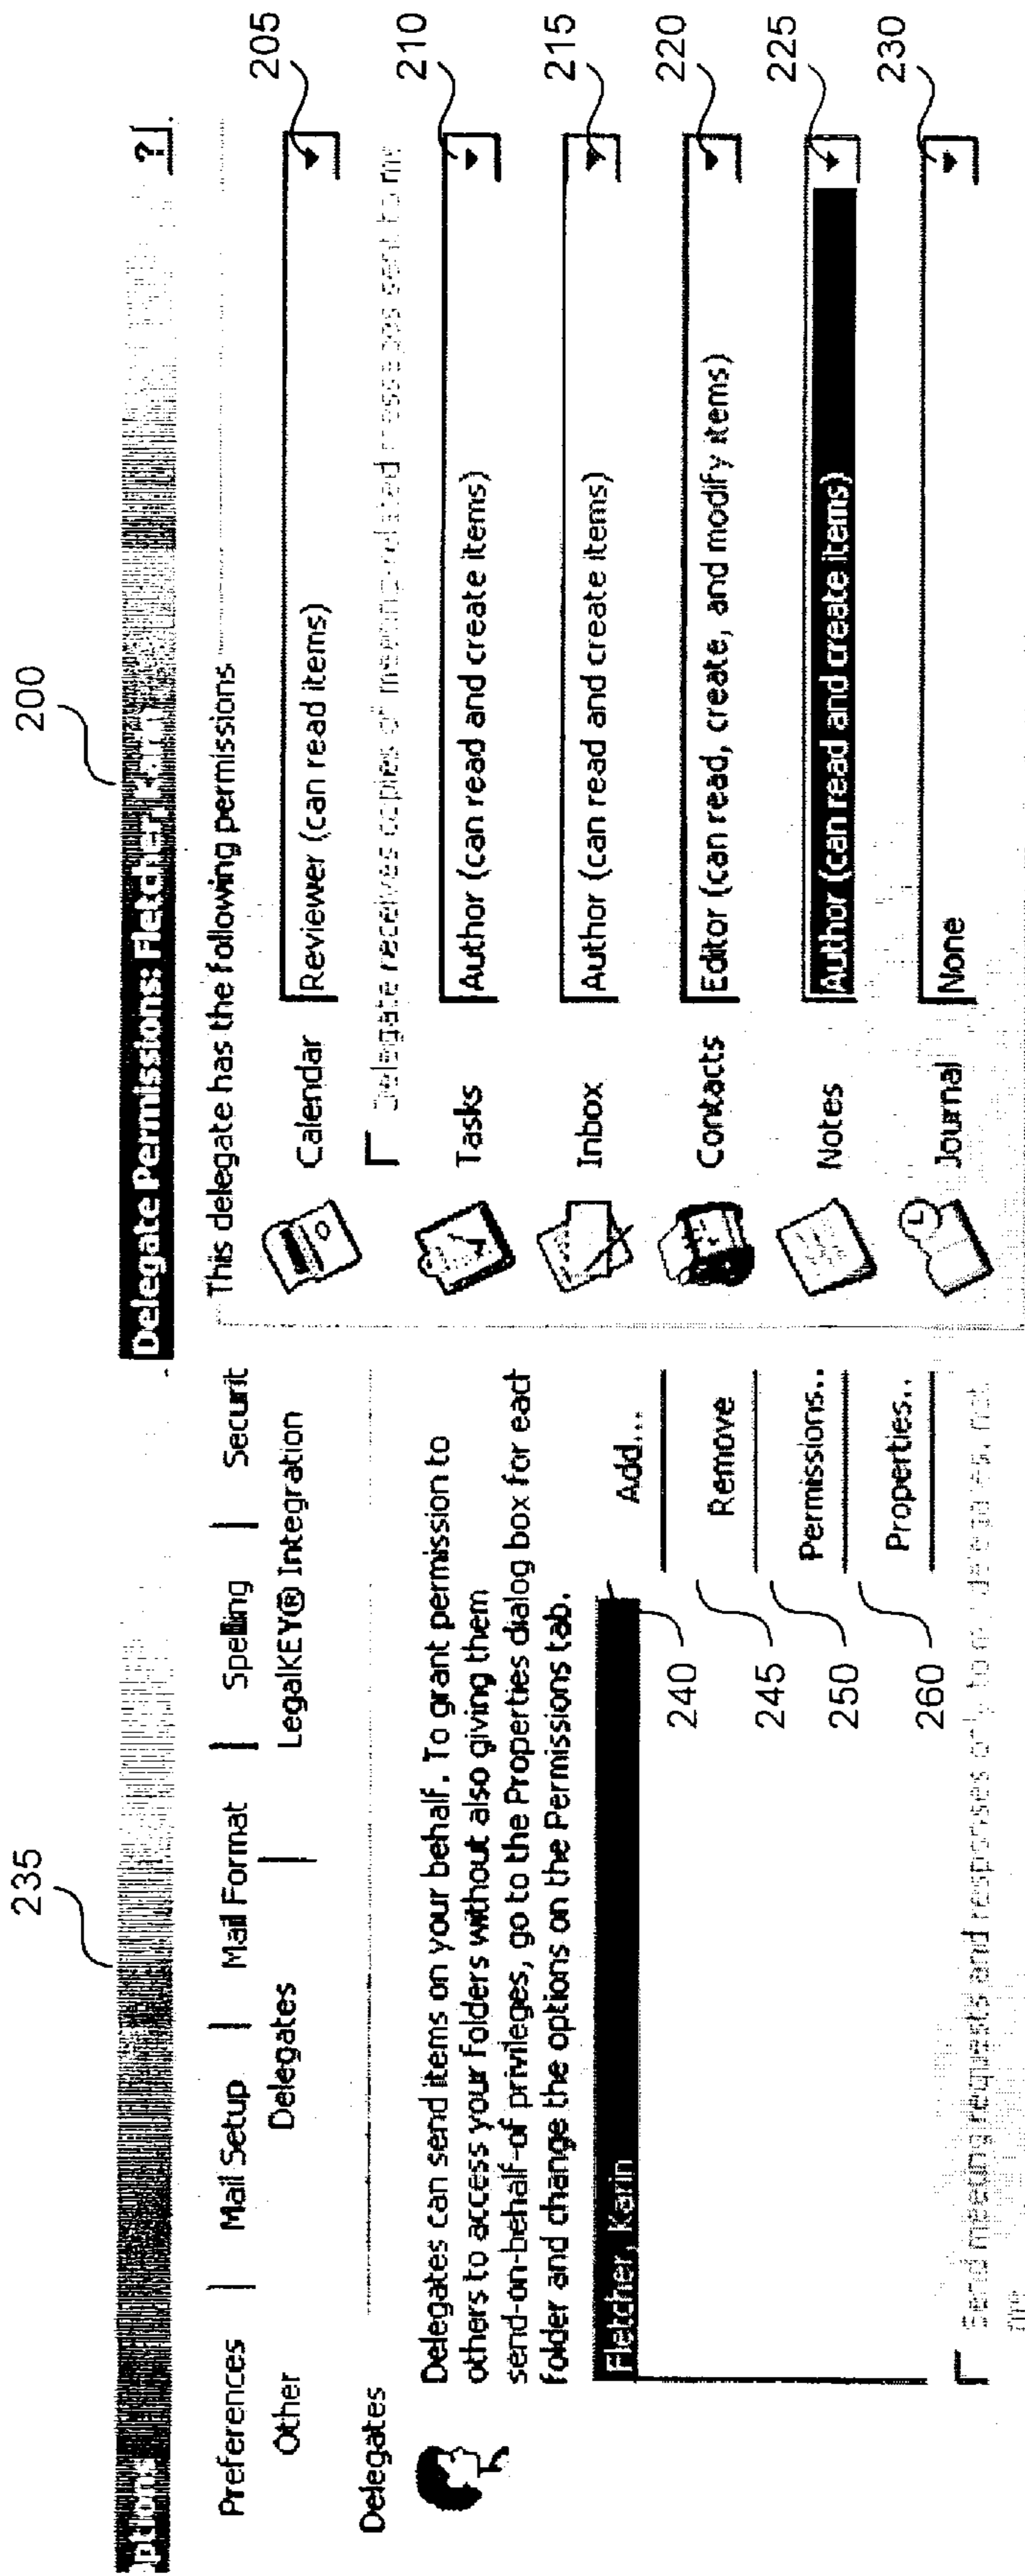 235
ptions
Preferences | Mail Setup | Mail Format | Spelling | Securit
Other | Delegates | LegalKEY® Integration
Delegates
Delegates can send items on your behalf. To grant permission to
others to access your folders without also giving them
send-on-behalf-of privileges, go to the Properties dialog box for each
folder and change the options on the Permissions tab.
Fletcher, Karin
Add...
Remove
Permissions..
Properties..
240
245
250
260
Send meeting requests and responses only to my delegates, not
200
Delegate Permissions: Fletcher, Karin
?
This delegate has the following permissions
Calendar
Reviewer (can read items)
205
Delegate receives copies of meeting-related messages sent to me
Tasks
Author (can read and create items)
210
Inbox
Author (can read and create items)
215
Contacts
Editor (can read, create, and modify items)
220
Notes
Author (can read and create items)
225
Journal
None
230